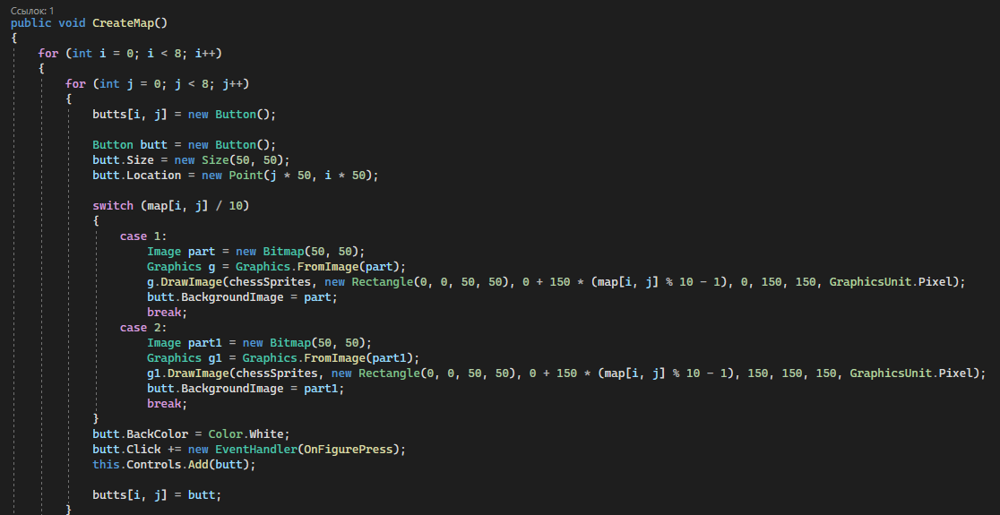 Ссылок: 1
public void CreateMap()
{
for (int i = 0; i < 8; i++)
{
for (int j = 0; j < 8; j++)
{
butts[i, j] = new Button();
Button butt = new Button();
butt.Size = new Size(50, 50);
butt.Location = new Point(j * 50, i * 50);
switch (map[i, j] / 10)
{
case 1:
Image part = new Bitmap(50, 50);
Graphics g = Graphics.FromImage(part);
g.DrawImage(chessSprites, new Rectangle(0, 0, 50, 50), 0 + 150 * (map[i, j] % 10 - 1), 0, 150, 150, GraphicsUnit.Pixel);
butt.BackgroundImage = part;
break;
case 2:
Image part1 = new Bitmap(50, 50);
Graphics g1 = Graphics.FromImage(part1);
g1.DrawImage(chessSprites, new Rectangle(0, 0, 50, 50), 0 + 150 * (map[i, j] % 10 - 1), 150, 150, 150, GraphicsUnit.Pixel);
butt.BackgroundImage = part1;
break;
}
butt.BackColor = Color.White;
butt.Click += new EventHandler(OnFigurePress);
this.Controls.Add(butt);
butts[i, j] = butt;
}